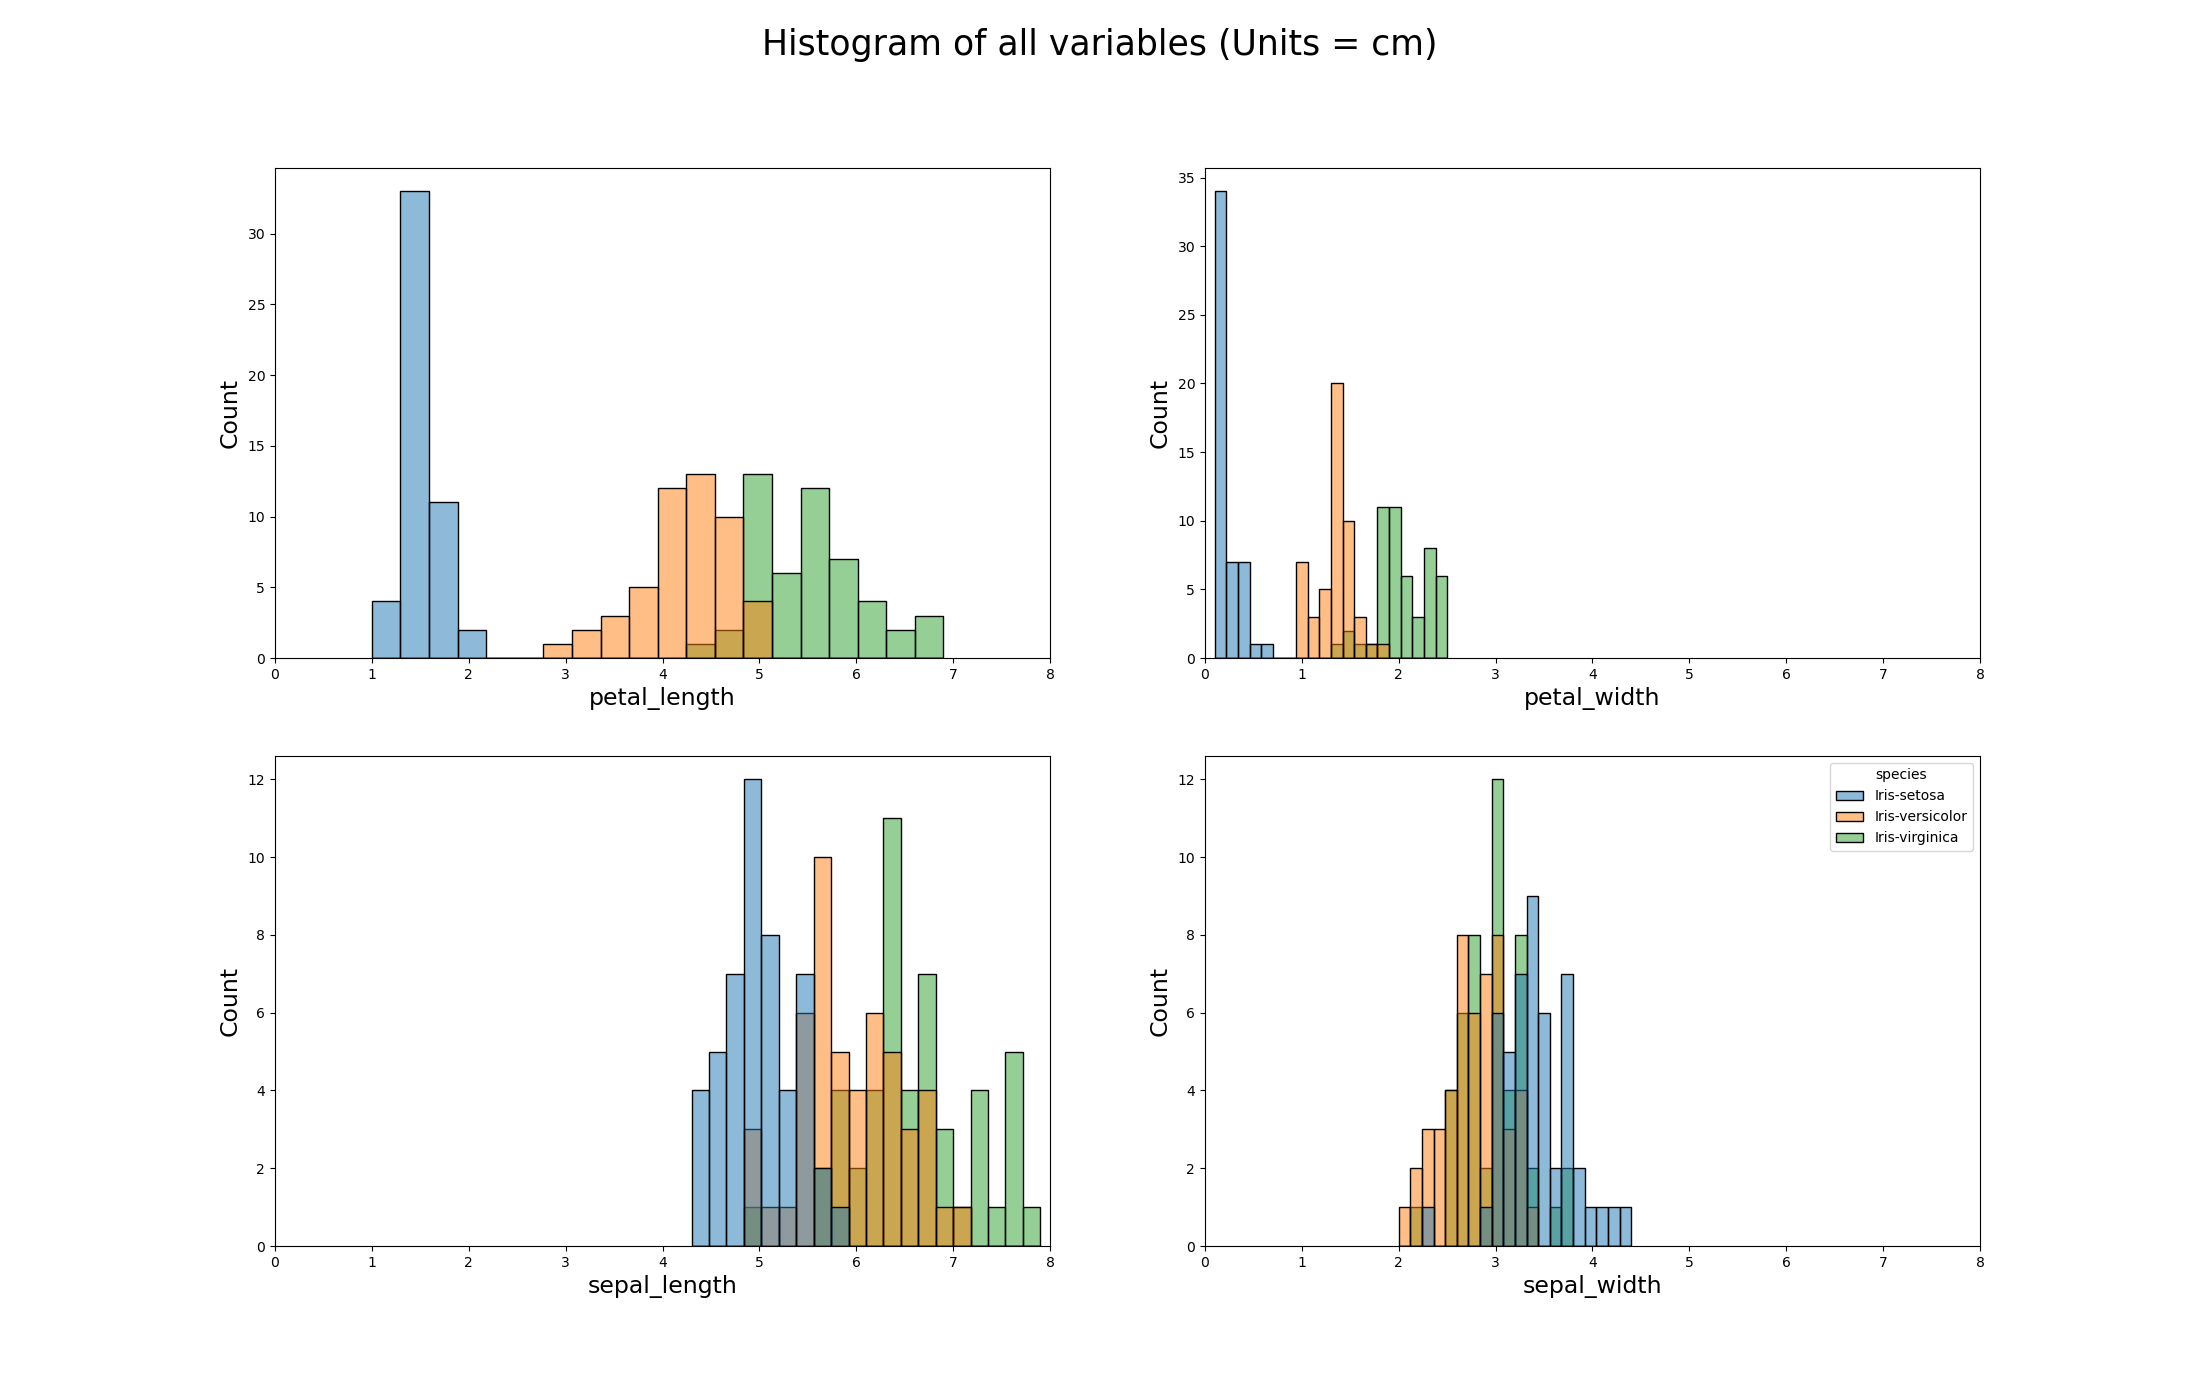 Histogram of all variables (Units = cm)
Count
30
25
20
15
10
5
0
0 1 2 3 4 5 6 7 8
petal_length
Count
35
30
25
20
15
10
5
0
0 1 2 3 4 5 6 7 8
petal_width
Count
12
10
8
6
4
2
0
0 1 2 3 4 5 6 7 8
sepal_length
Count
12
10
8
6
4
2
0
species
Iris-setosa
Iris-versicolor
Iris-virginica
0 1 2 3 4 5 6 7 8
sepal_width